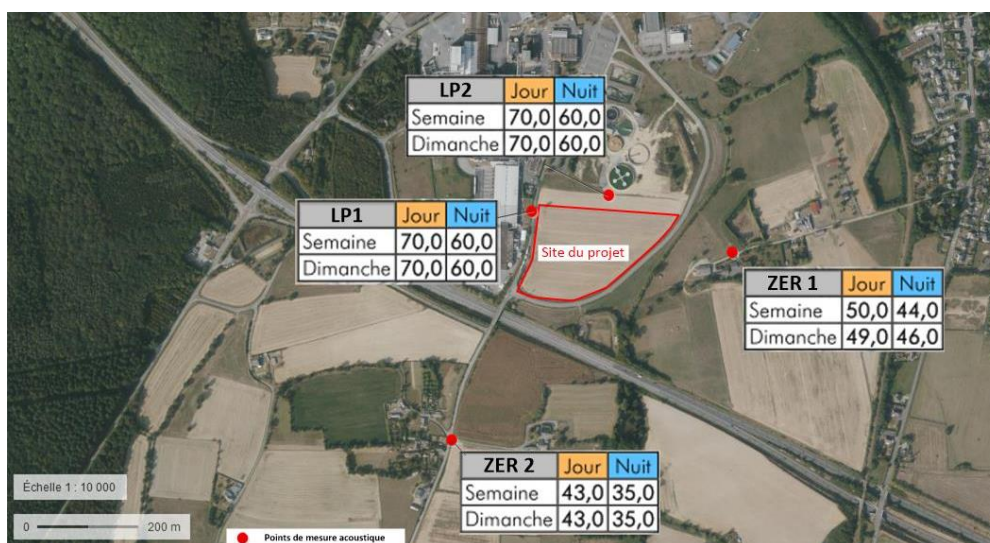 LP2 Jour Nuit
Semaine 70,0 60,0
Dimanche 70,0 60,0
LP1 Jour Nuit
Semaine 70,0 60,0
Dimanche 70,0 60,0
Site du projet
ZER 1 Jour Nuit
Semaine 50,0 44,0
Dimanche 49,0 46,0
ZER 2 Jour Nuit
Semaine 43,0 35,0
Dimanche 43,0 35,0
Échelle 1 : 10 000
0 200 m
Points de mesure acoustique